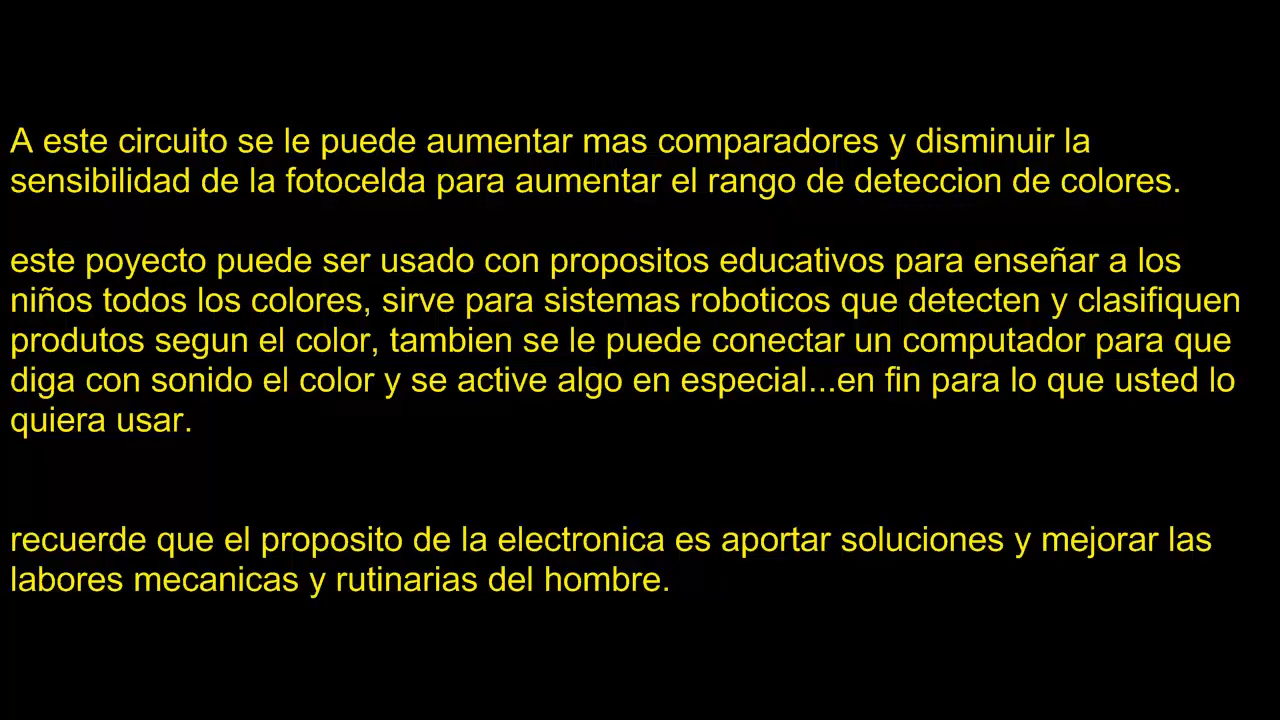 A este circuito se le puede aumentar mas comparadores y disminuir la
sensibilidad de la fotocelda para aumentar el rango de deteccion de colores.
este poyecto puede ser usado con propositos educativos para enseñar a los
niños todos los colores, sirve para sistemas roboticos que detecten y clasifiquen
produtos segun el color, tambien se le puede conectar un computador para que
diga con sonido el color y se active algo en especial...en fin para lo que usted lo
quiera usar.
recuerde que el proposito de la electronica es aportar soluciones y mejorar las
labores mecanicas y rutinarias del hombre.